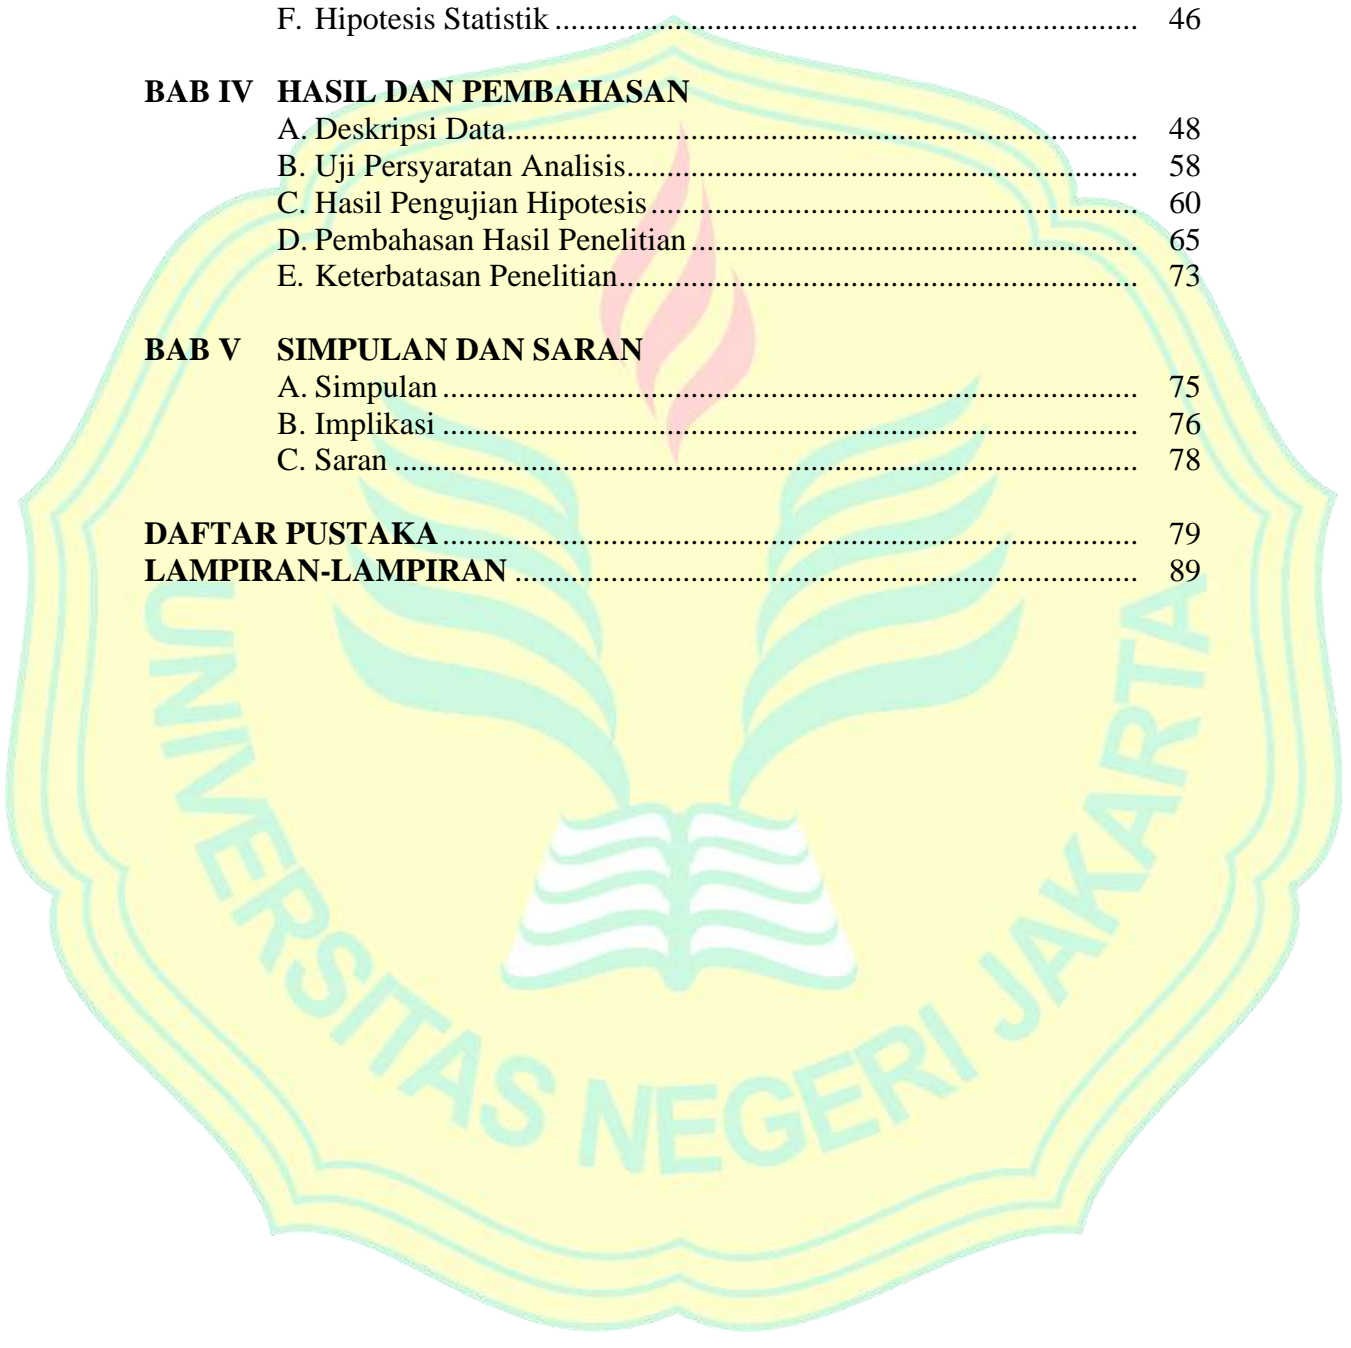 F. Hipotesis Statistik ........................................................................... 46
BAB IV HASIL DAN PEMBAHASAN
A. Deskripsi Data................................................................................. 48
B. Uji Persyaratan Analisis.................................................................. 58
C. Hasil Pengujian Hipotesis............................................................... 60
D. Pembahasan Hasil Penelitian.......................................................... 65
E. Keterbatasan Penelitian................................................................... 73
BAB V SIMPULAN DAN SARAN
A. Simpulan ......................................................................................... 75
B. Implikasi ......................................................................................... 76
C. Saran ............................................................................................... 78
DAFTAR PUSTAKA......................................................................................... 79
LAMPIRAN-LAMPIRAN ................................................................................ 89
UNIVERSITAS NEGERI JAKARTA